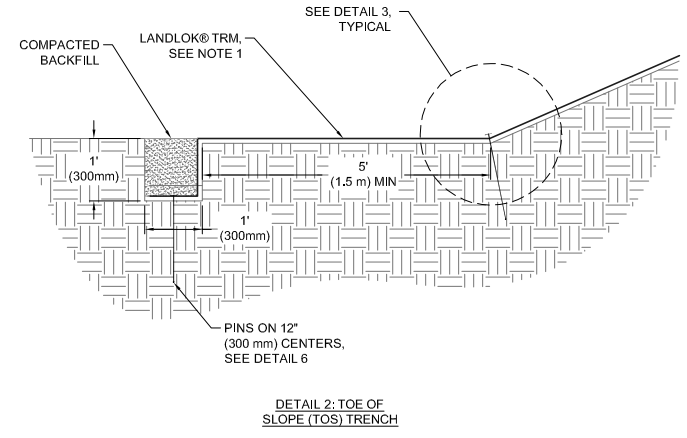 SEE DETAIL 3,
TYPICAL
LANDLOK® TRM,
SEE NOTE 1
COMPACTED
BACKFILL
1'
(300mm)
5'
(1.5 m) MIN
1'
(300mm)
PINS ON 12"
(300 mm) CENTERS,
SEE DETAIL 6
DETAIL 2: TOE OF
SLOPE (TOS) TRENCH